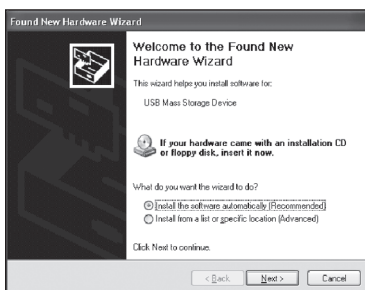 Found New Hardware Wizard
Welcome to the Found New
Hardware Wizard
This wizard helps you install software for:
USB Mass Storage Device
If your hardware came with an installation CD
or floppy disk, insert it now.
What do you want the wizard to do?
Install the software automatically (Recommended)
Install from a list or specific location (Advanced)
Click Next to continue.
< Back
Next >
Cancel